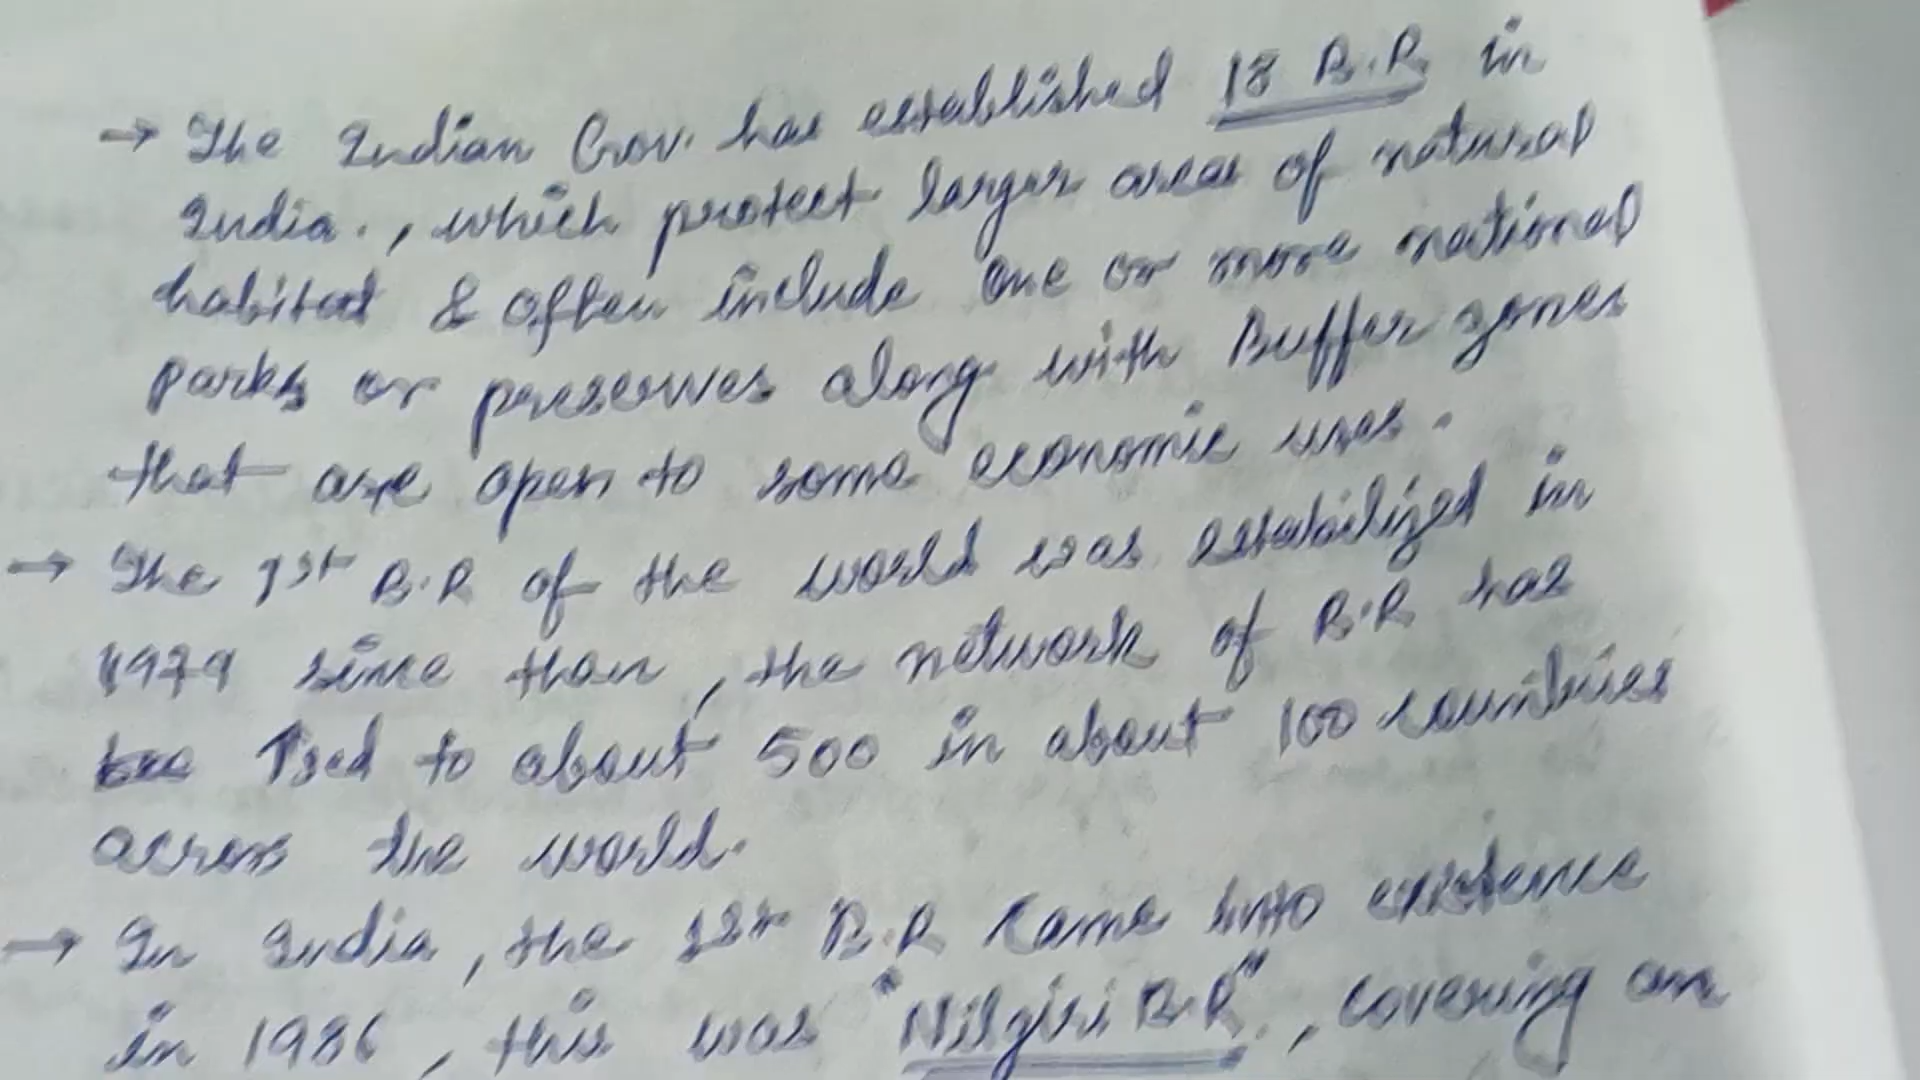 → The Indian Gov. has established 18 B.R in
India., which protect larger areas of natural
habitat & often include one or more national
parks or preserves along with Buffer zones
that are open to some economic uses.
→ The 1st B.R of the world was estabilized in
1979 since than, the network of B.R has
↑sed to about 500 in about 100 countries
across the world.
→ In India, the 1st B.R came into existence
in 1986, this was "Nilgiri B.R"., covering an